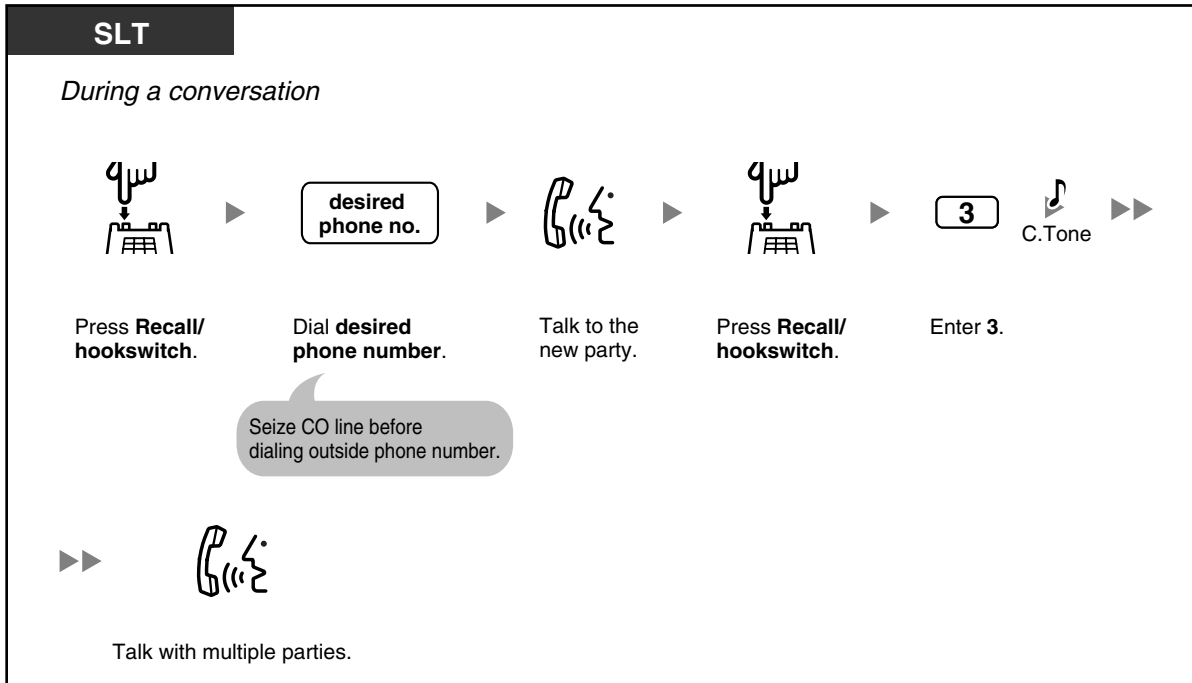 SLT
During a conversation
desired
phone no.
3
C.Tone
Press Recall/
hookswitch.
Dial desired
phone number.
Talk to the
new party.
Press Recall/
hookswitch.
Enter 3.
Seize CO line before
dialing outside phone number.
Talk with multiple parties.